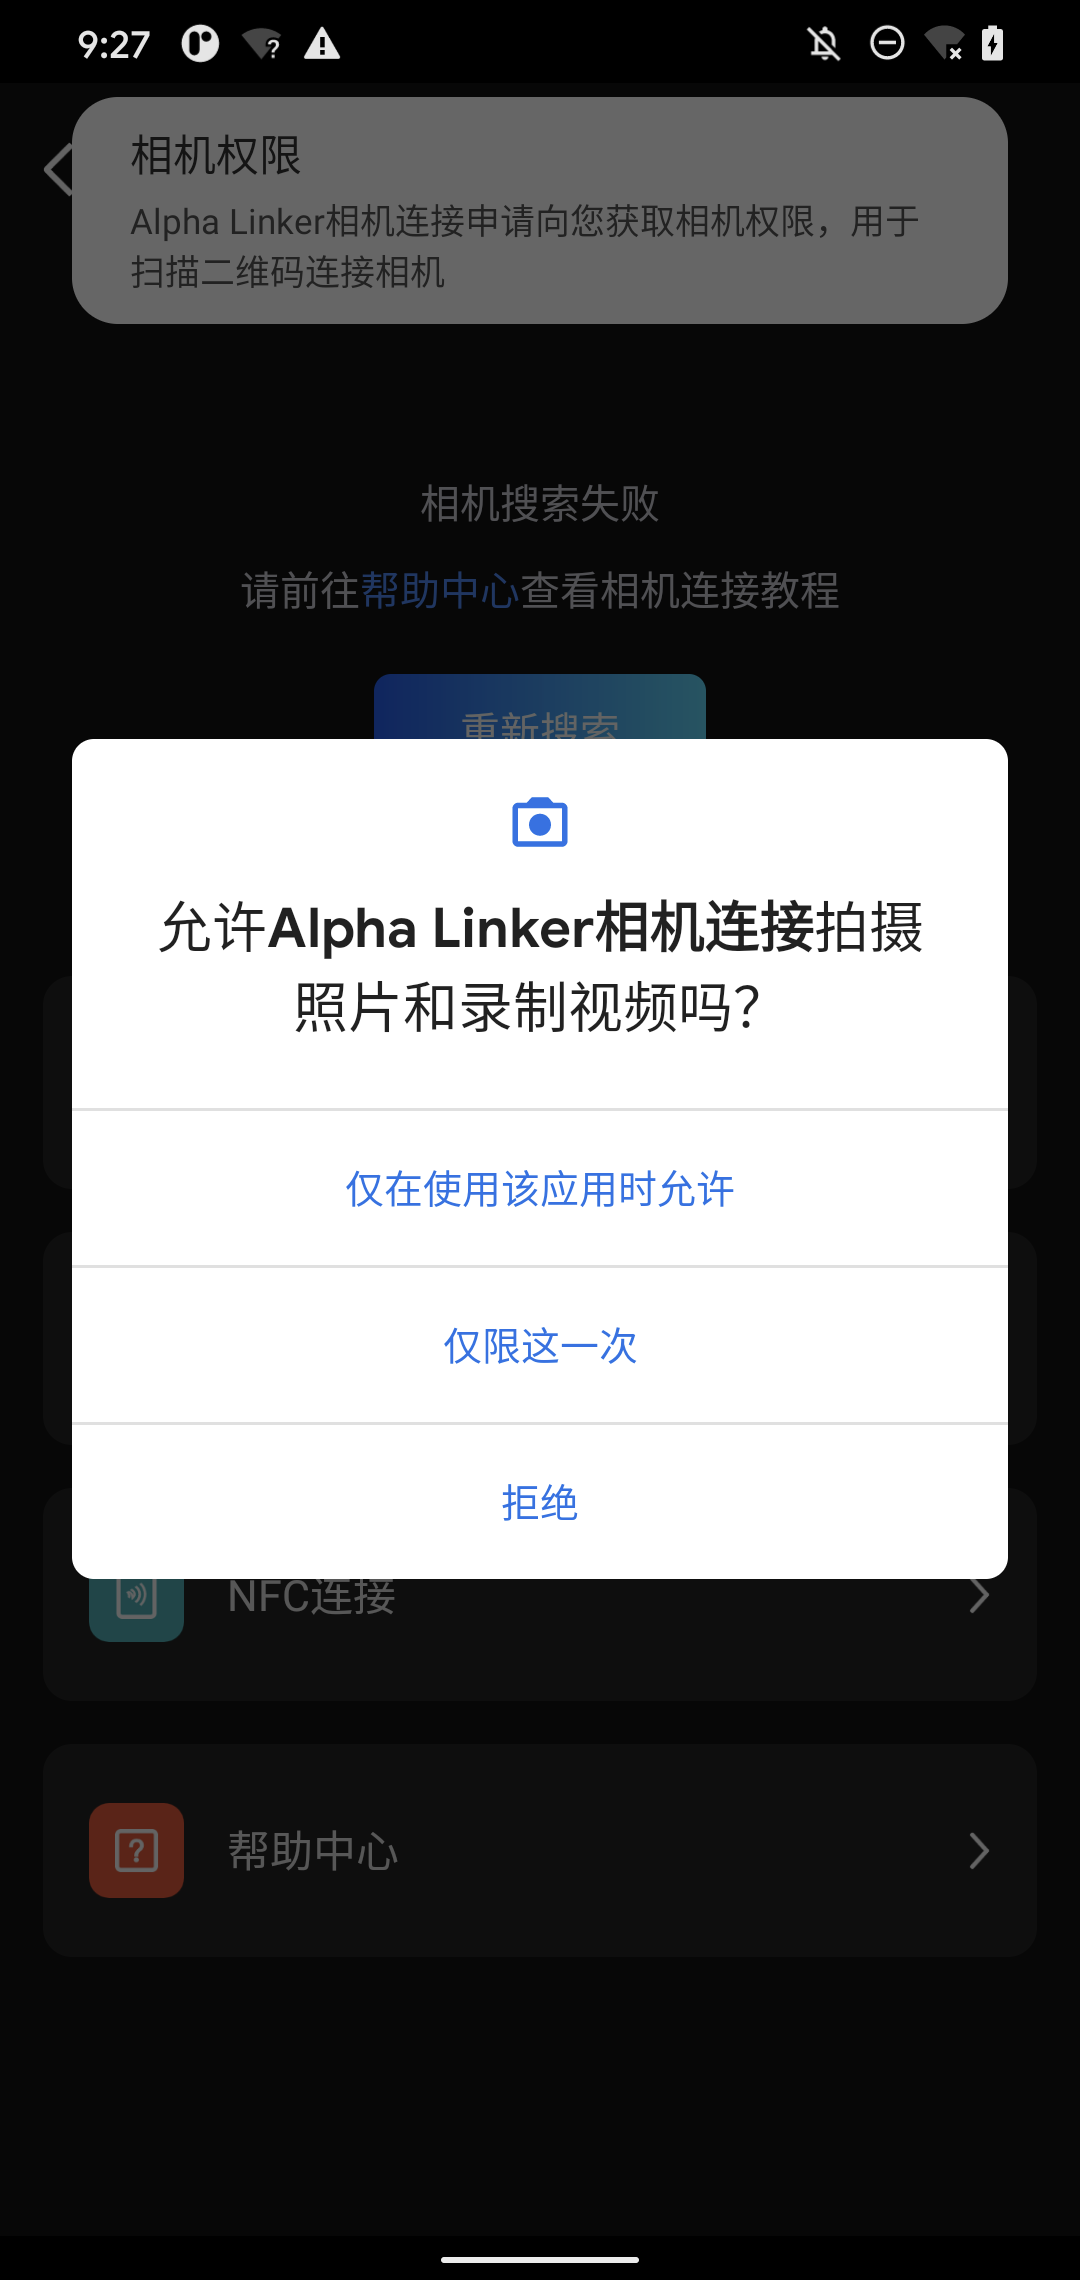 9:27
相机权限
Alpha Linker相机连接申请向您获取相机权限，用于
扫描二维码连接相机
相机搜索失败
请前往帮助中心查看相机连接教程
重新搜索
允许Alpha Linker相机连接拍摄
照片和录制视频吗？
仅在使用该应用时允许
仅限这一次
拒绝
NFC连接
帮助中心